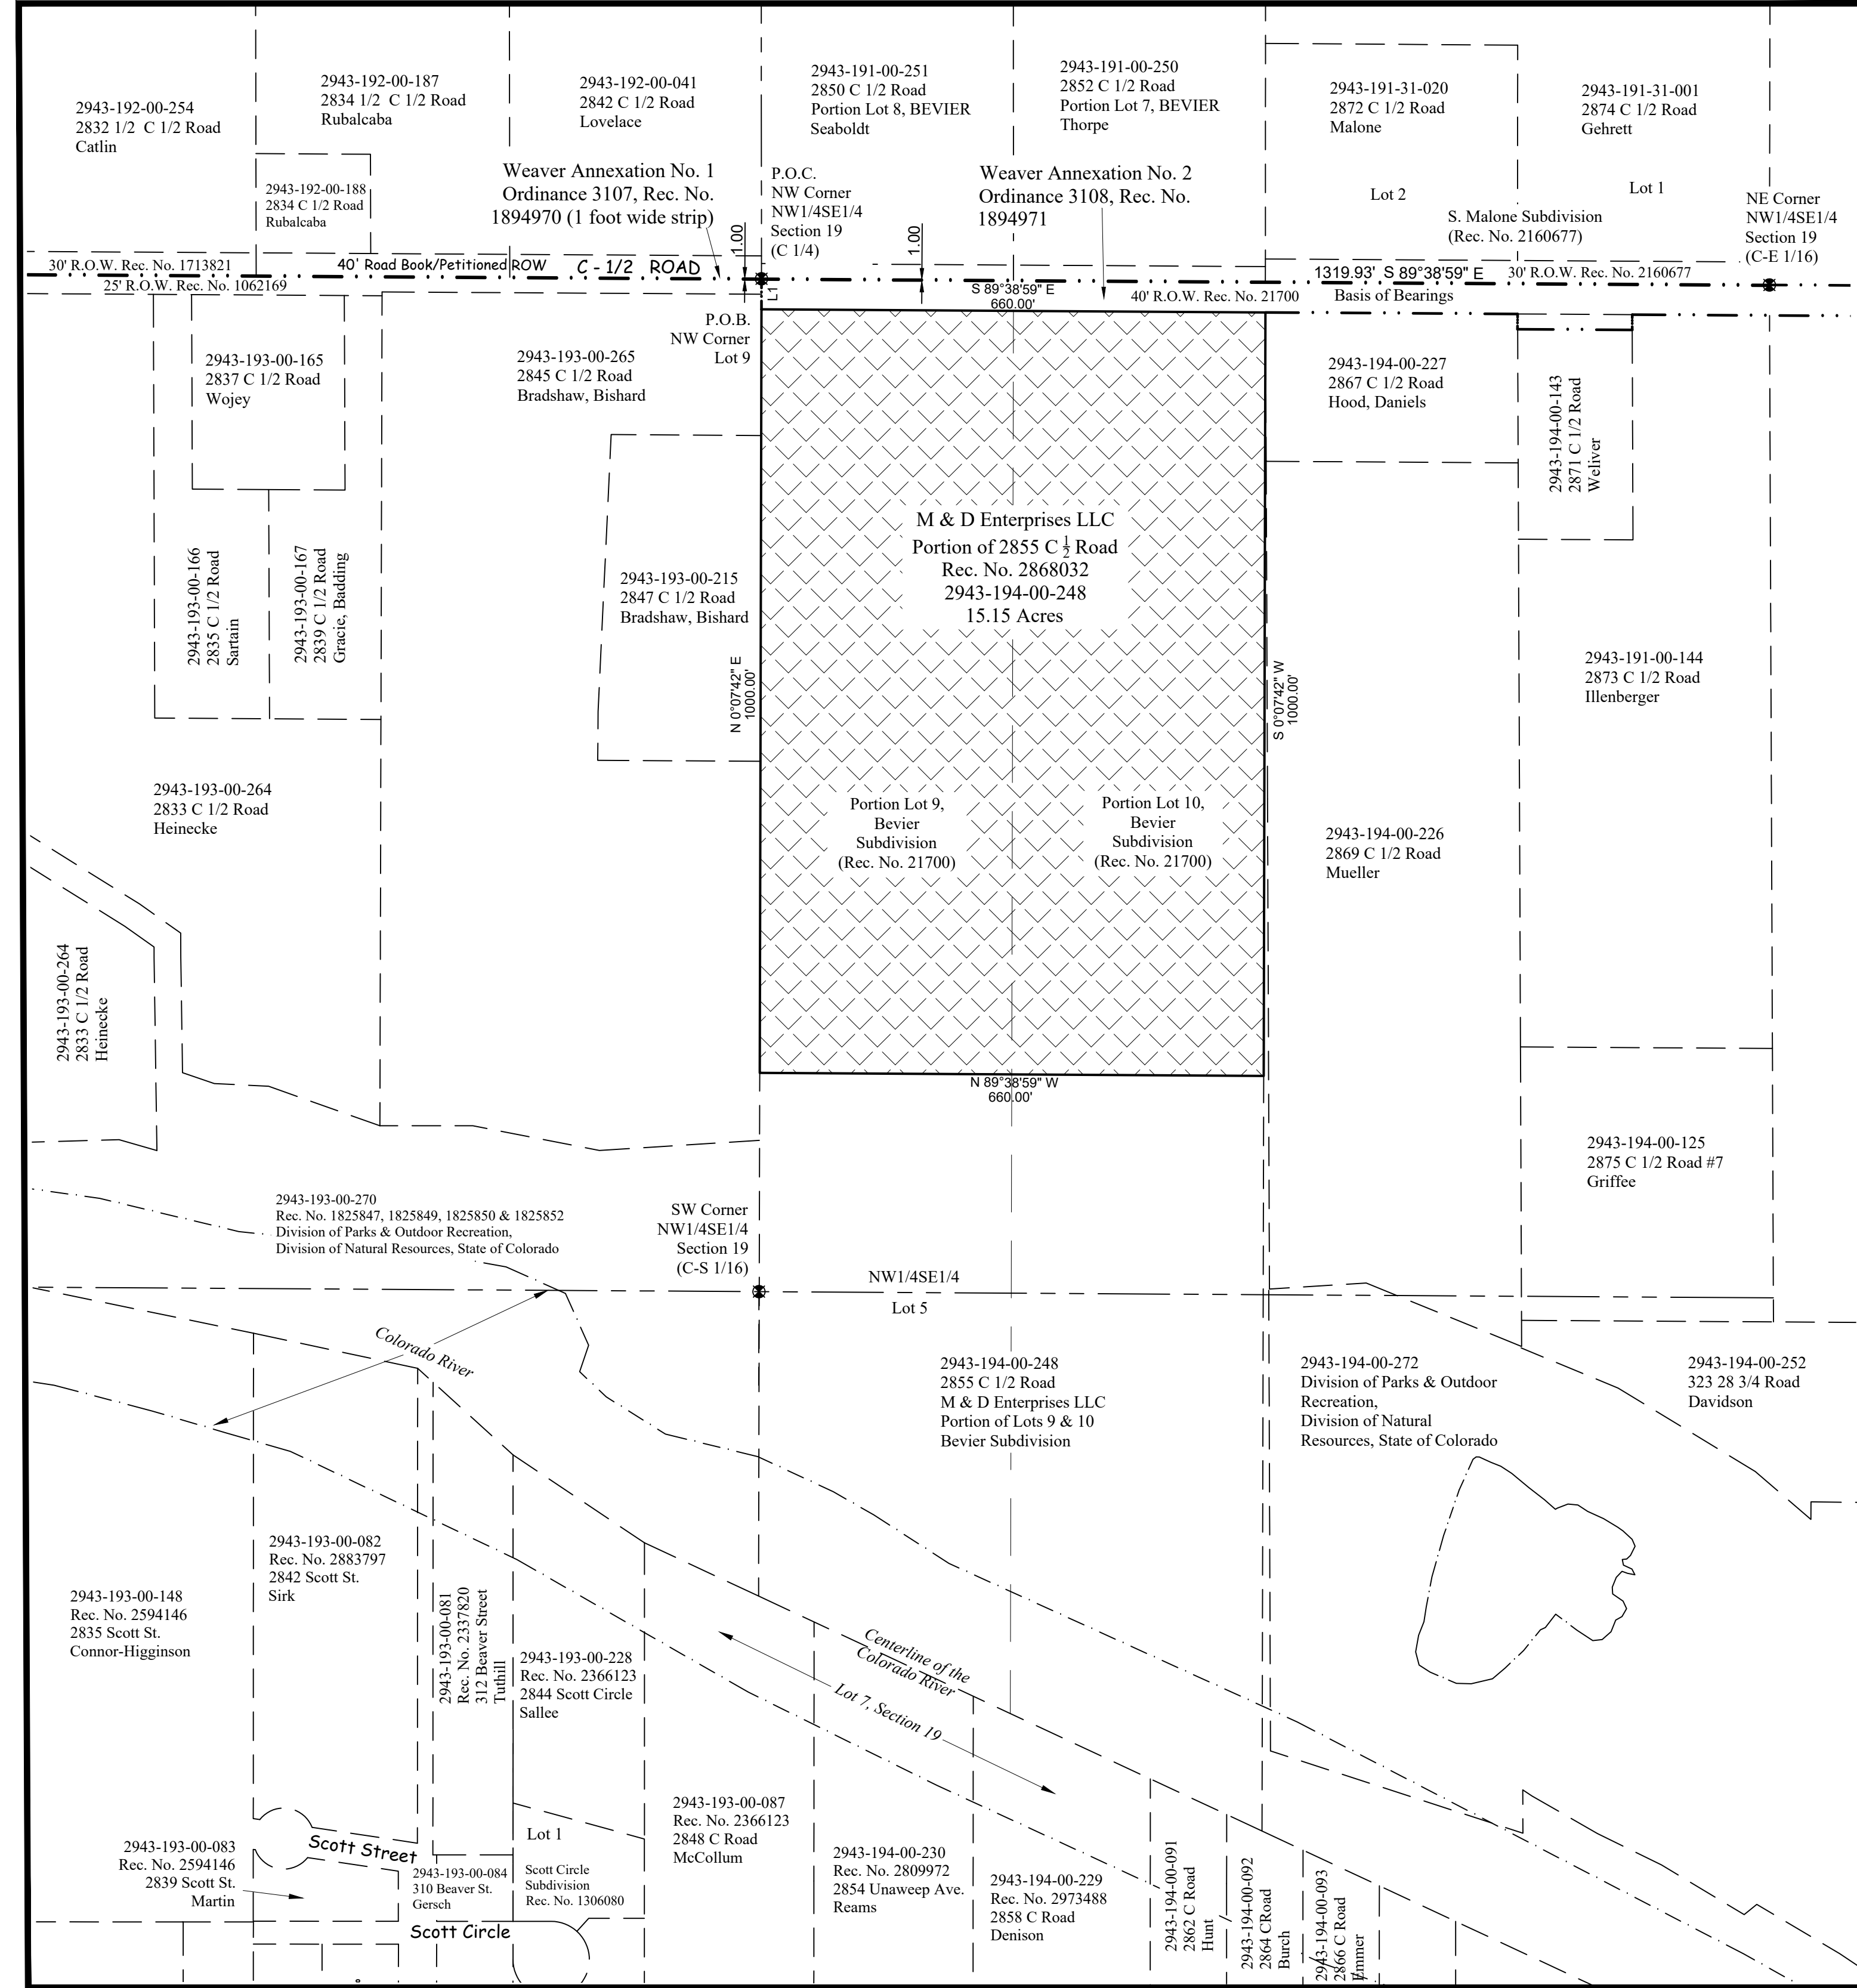 2943-192-00-254
2832 1/2  C 1/2 Road
Catlin
2943-192-00-187
2834 1/2  C 1/2 Road
Rubalcaba
2943-192-00-041
2842 C 1/2 Road
Lovelace
2943-191-00-251
2850 C 1/2 Road
Portion Lot 8, BEVIER
Seaboldt
2943-191-00-250
2852 C 1/2 Road
Portion Lot 7, BEVIER
Thorpe
2943-191-31-020
2872 C 1/2 Road
Malone
2943-191-31-001
2874 C 1/2 Road
Gehrett
2943-192-00-188
2834 C 1/2 Road
Rubalcaba
Weaver Annexation No. 1
Ordinance 3107, Rec. No.
1894970 (1 foot wide strip)
P.O.C.
NW Corner
NW1/4SE1/4
Section 19
(C 1/4)
Weaver Annexation No. 2
Ordinance 3108, Rec. No.
1894971
Lot 2
Lot 1
S. Malone Subdivision
(Rec. No. 2160677)
NE Corner
NW1/4SE1/4
Section 19
(C-E 1/16)
1.00
1.00
30' R.O.W. Rec. No. 1713821
40' Road Book/Petitioned ROW
C - 1/2   ROAD
25' R.O.W. Rec. No. 1062169
L1
S 89°38'59" E
660.00'
40' R.O.W. Rec. No. 21700
1319.93'  S 89°38'59" E
Basis of Bearings
30' R.O.W. Rec. No. 2160677
P.O.B.
NW Corner
Lot 9
2943-193-00-165
2837 C 1/2 Road
Wojey
2943-193-00-265
2845 C 1/2 Road
Bradshaw, Bishard
2943-194-00-227
2867 C 1/2 Road
Hood, Daniels
2943-194-00-143
2871 C 1/2 Road
Weliver
M & D Enterprises LLC
Portion of 2855 C 1/2 Road
Rec. No. 2868032
2943-194-00-248
15.15 Acres
2943-193-00-166
2835 C 1/2 Road
Sartain
2943-193-00-167
2839 C 1/2 Road
Gracie, Badding
2943-193-00-215
2847 C 1/2 Road
Bradshaw, Bishard
N 0°07'42" E
1000.00'
S 0°07'42" W
1000.00'
2943-191-00-144
2873 C 1/2 Road
Illenberger
2943-193-00-264
2833 C 1/2 Road
Heinecke
Portion Lot 9,
Bevier
Subdivision
(Rec. No. 21700)
Portion Lot 10,
Bevier
Subdivision
(Rec. No. 21700)
2943-194-00-226
2869 C 1/2 Road
Mueller
2943-193-00-264
2833 C 1/2 Road
Heinecke
N 89°38'59" W
660.00'
2943-194-00-125
2875 C 1/2 Road #7
Griffee
2943-193-00-270
Rec. No. 1825847, 1825849, 1825850 & 1825852
Division of Parks & Outdoor Recreation,
Division of Natural Resources, State of Colorado
SW Corner
NW1/4SE1/4
Section 19
(C-S 1/16)
NW1/4SE1/4
Lot 5
Colorado River
2943-194-00-248
2855 C 1/2 Road
M & D Enterprises LLC
Portion of Lots 9 & 10
Bevier Subdivision
2943-194-00-272
Division of Parks & Outdoor
Recreation,
Division of Natural
Resources, State of Colorado
2943-194-00-252
323 28 3/4 Road
Davidson
2943-193-00-148
Rec. No. 2594146
2835 Scott St.
Connor-Higginson
2943-193-00-082
Rec. No. 2883797
2842 Scott St.
Sirk
2943-193-00-081
Rec. No. 2337820
312 Beaver Street
Tuthill
2943-193-00-228
Rec. No. 2366123
2844 Scott Circle
Sallee
Centerline of the
Colorado River
Lot 7, Section 19
2943-193-00-083
Rec. No. 2594146
2839 Scott St.
Martin
Scott Street
2943-193-00-084
310 Beaver St.
Gersch
Lot 1
Scott Circle
Subdivision
Rec. No. 1306080
Scott Circle
2943-193-00-087
Rec. No. 2366123
2848 C Road
McCollum
2943-194-00-230
Rec. No. 2809972
2854 Unaweep Ave.
Reams
2943-194-00-229
Rec. No. 2973488
2858 C Road
Denison
2943-194-00-091
2862 C Road
Hunt
2943-194-00-092
2864 CRoad
Burch
2943-194-00-093
2866 C Road
Emmer